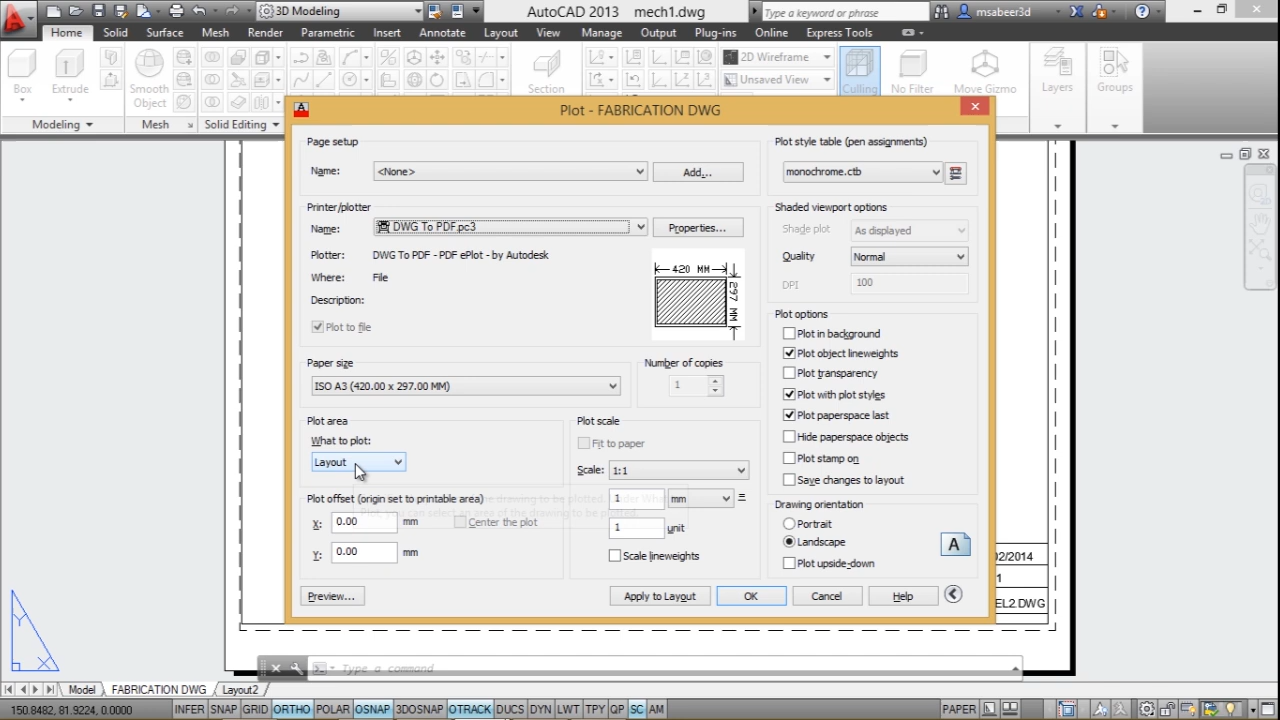 3D Modeling
AutoCAD 2013 mech1.dwg
Type a keyword or phrase
msabeer3d
Home Solid Surface Mesh Render Parametric Insert Annotate Layout View Manage Output Plug-ins Online Express Tools
2D Wireframe
Unsaved View
Box Extrude Smooth Object Section Culling No Filter Move Gizmo Layers Groups
Modeling Mesh Solid Editing
Plot - FABRICATION DWG
Page setup
Name: <None> Add...
Printer/plotter
Name: DWG To PDF.pc3 Properties...
Plotter: DWG To PDF - PDF ePlot - by Autodesk
Where: File
Description:
Plot to file
420 MM
297 MM
Paper size
ISO A3 (420.00 x 297.00 MM)
Number of copies
1
Plot area
What to plot:
Layout
Plot scale
Fit to paper
Scale: 1:1
1 mm =
1 unit
Scale lineweights
Plot offset (origin set to printable area)
X: 0.00 mm Center the plot
Y: 0.00 mm
Plot style table (pen assignments)
monochrome.ctb
Shaded viewport options
Shade plot As displayed
Quality Normal
DPI 100
Plot options
Plot in background
Plot object lineweights
Plot transparency
Plot with plot styles
Plot paperspace last
Hide paperspace objects
Plot stamp on
Save changes to layout
Drawing orientation
Portrait
Landscape
Plot upside-down
A
Preview... Apply to Layout OK Cancel Help
02/2014
1
EL2.DWG
Y
X
Type a command
Model FABRICATION DWG Layout2
150.8482, 81.9224, 0.0000 INFER SNAP GRID ORTHO POLAR OSNAP 3DOSNAP OTRACK DUCS DYN LWT TPY QP SC AM PAPER